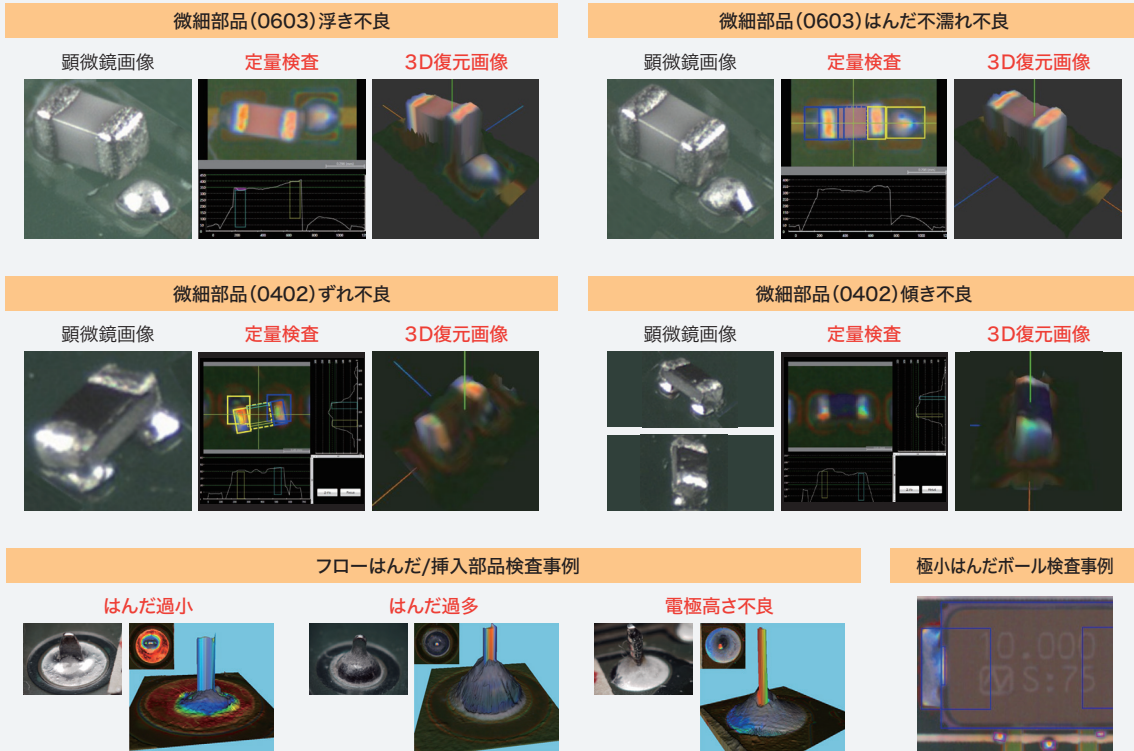 微細部品(0603)浮き不良
顕微鏡画像
定量検査
3D復元画像
微細部品(0603)はんだ不濡れ不良
顕微鏡画像
定量検査
3D復元画像
微細部品(0402)ずれ不良
顕微鏡画像
定量検査
3D復元画像
微細部品(0402)傾き不良
顕微鏡画像
定量検査
3D復元画像
フローはんだ/挿入部品検査事例
はんだ過小
はんだ過多
電極高さ不良
極小はんだボール検査事例
0.000
S:75